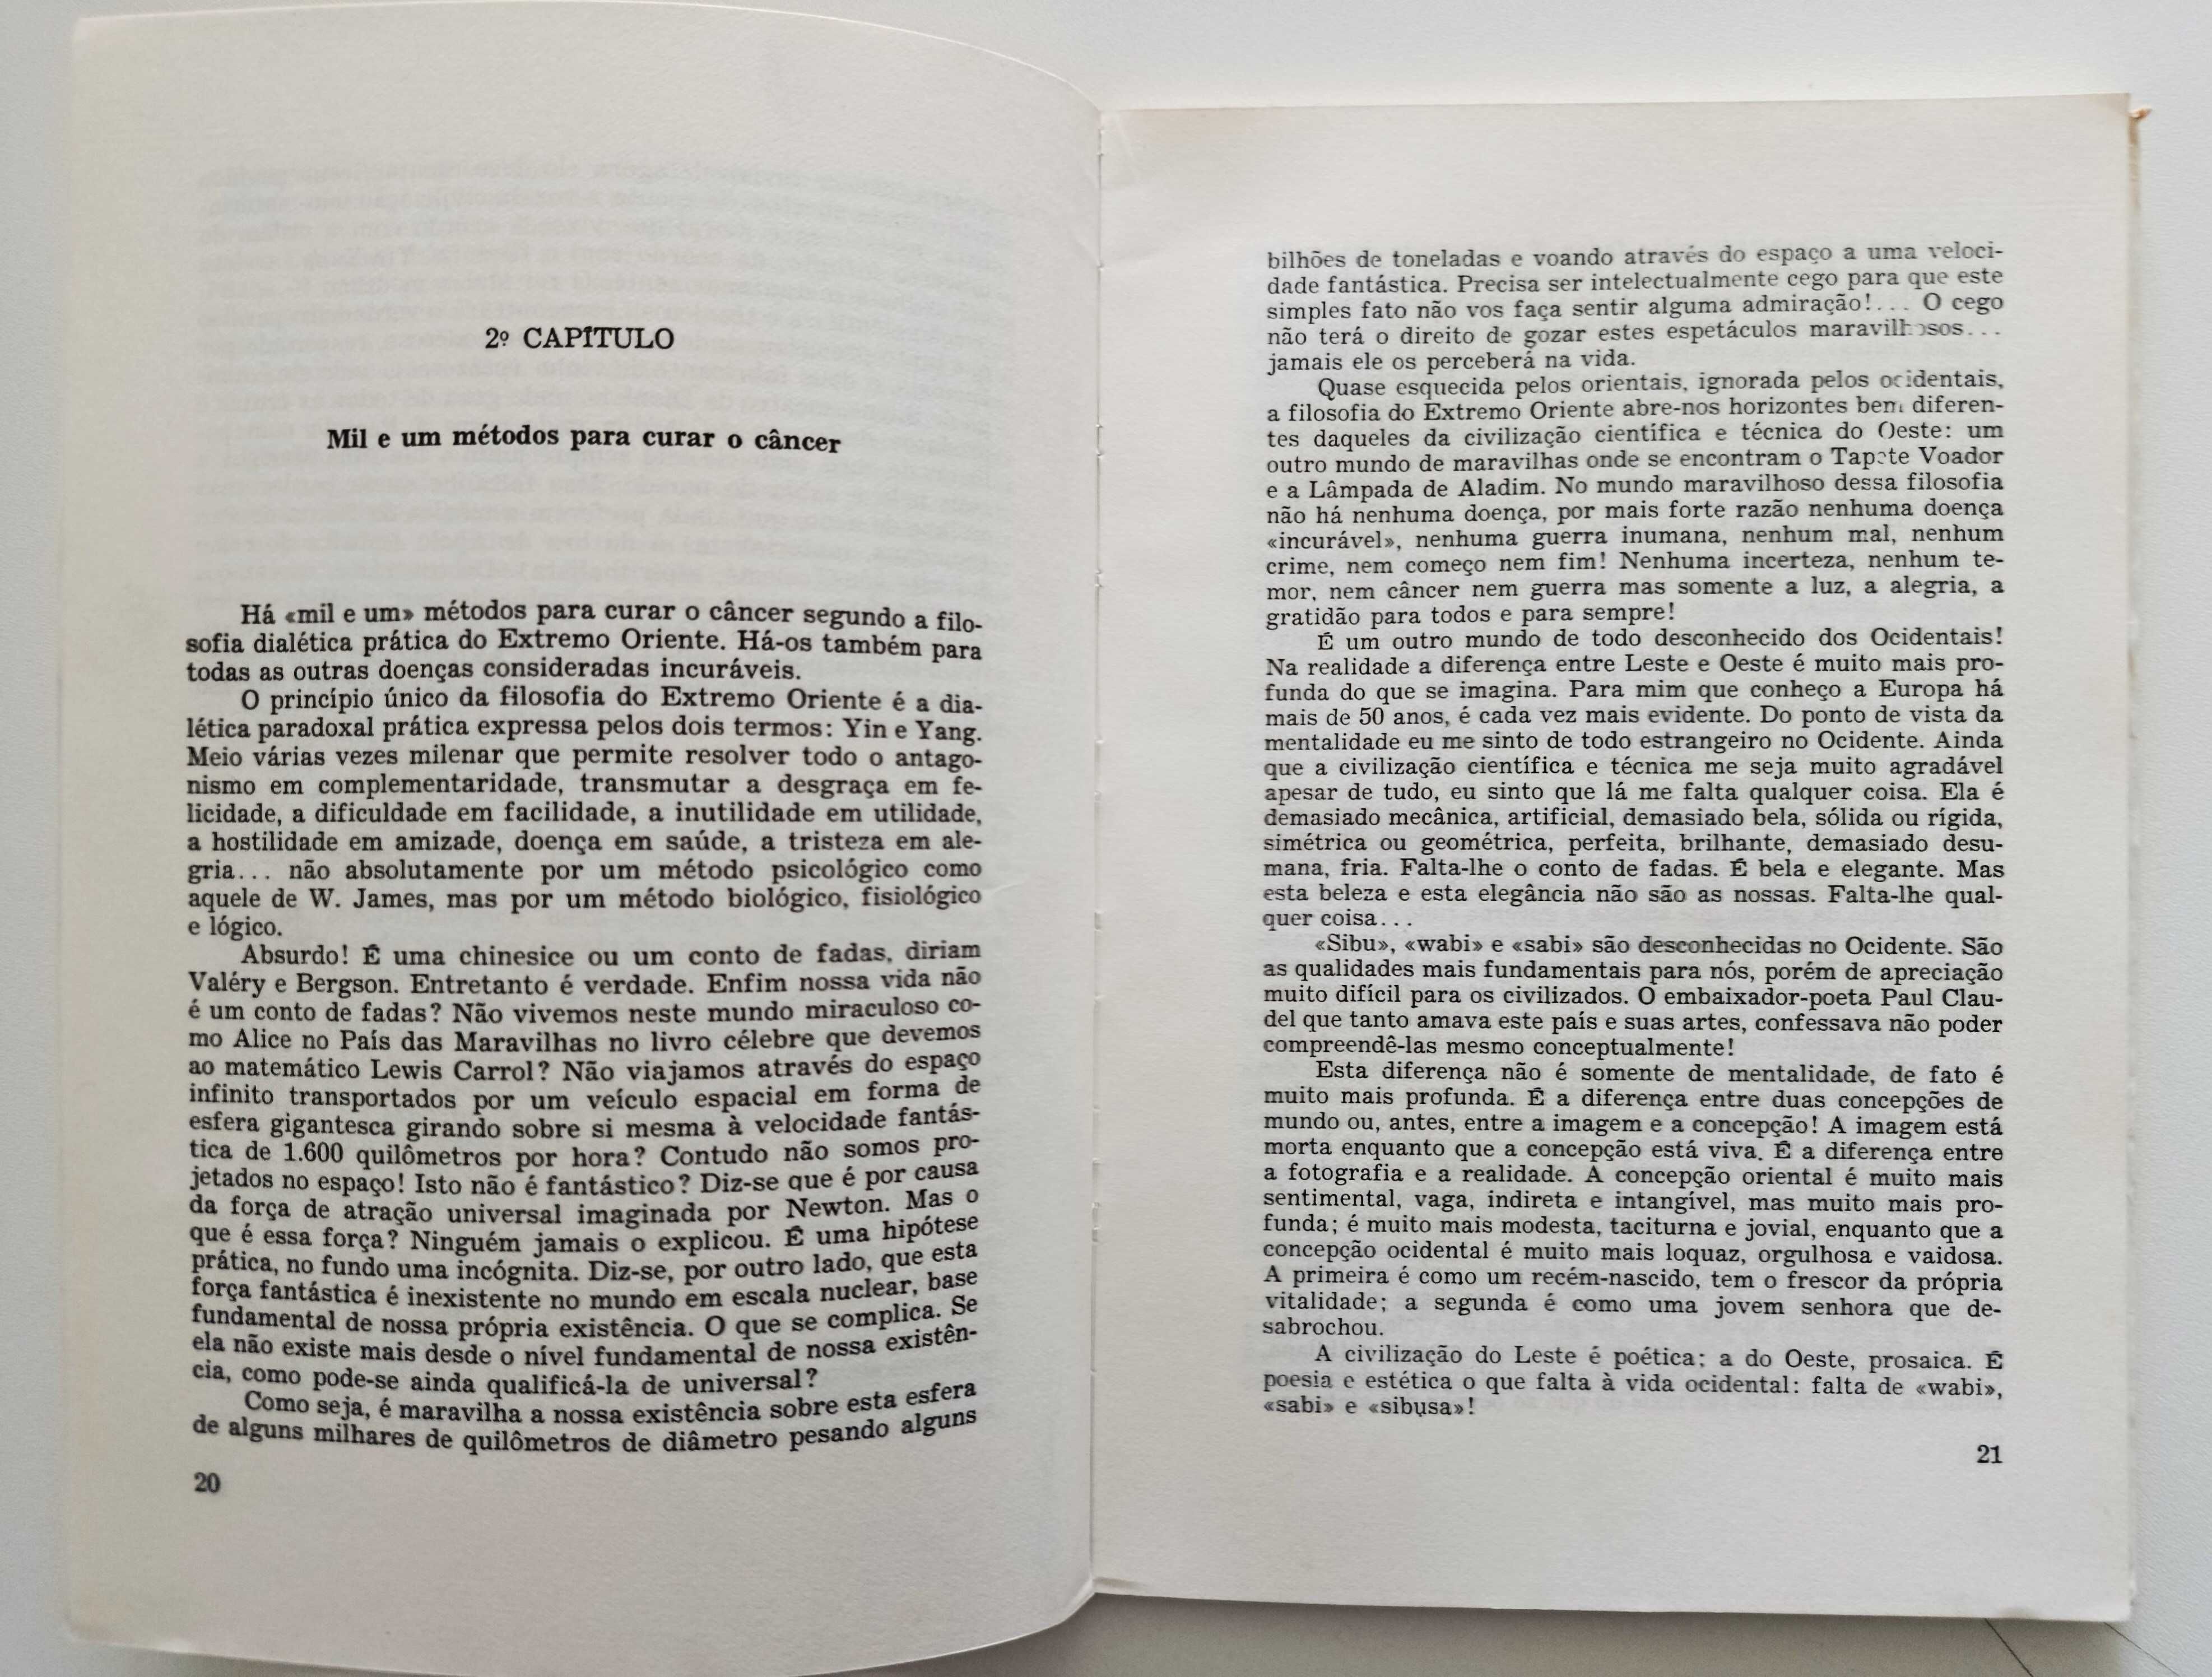 2º CAPÍTULO
Mil e um métodos para curar o câncer
Há «mil e um» métodos para curar o câncer segundo a filo-
sofia dialética prática do Extremo Oriente. Há-os também para
todas as outras doenças consideradas incuráveis.
O princípio único da filosofia do Extremo Oriente é a dia-
lética paradoxal prática expressa pelos dois termos: Yin e Yang.
Meio várias vezes milenar que permite resolver todo o antago-
nismo em complementaridade, transmutar a desgraça em fe-
licidade, a dificuldade em facilidade, a inutilidade em utilidade,
a hostilidade em amizade, doença em saúde, a tristeza em ale-
gria... não absolutamente por um método psicológico como
aquele de W. James, mas por um método biológico, fisiológico
e lógico.
Absurdo! É uma chinesice ou um conto de fadas, diriam
Valéry e Bergson. Entretanto é verdade. Enfim nossa vida não
é um conto de fadas? Não vivemos neste mundo miraculoso co-
mo Alice no País das Maravilhas no livro célebre que devemos
ao matemático Lewis Carrol? Não viajamos através do espaço
infinito transportados por um veículo espacial em forma de
esfera gigantesca girando sobre si mesma à velocidade fantás-
tica de 1.600 quilômetros por hora? Contudo não somos pro-
jetados no espaço! Isto não é fantástico? Diz-se que é por causa
da força de atração universal imaginada por Newton. Mas o
que é essa força? Ninguém jamais o explicou. É uma hipótese
prática, no fundo uma incógnita. Diz-se, por outro lado, que esta
força fantástica é inexistente no mundo em escala nuclear, base
fundamental de nossa própria existência. O que se complica. Se
ela não existe mais desde o nível fundamental de nossa existên-
cia, como pode-se ainda qualificá-la de universal?
Como seja, é maravilha a nossa existência sobre esta esfera
de alguns milhares de quilômetros de diâmetro pesando alguns
20
bilhões de toneladas e voando através do espaço a uma veloci-
dade fantástica. Precisa ser intelectualmente cego para que este
simples fato não vos faça sentir alguma admiração!... O cego
não terá o direito de gozar estes espetáculos maravilhosos...
jamais ele os perceberá na vida.
Quase esquecida pelos orientais, ignorada pelos ocidentais,
a filosofia do Extremo Oriente abre-nos horizontes bem diferen-
tes daqueles da civilização científica e técnica do Oeste: um
outro mundo de maravilhas onde se encontram o Tapete Voador
e a Lâmpada de Aladim. No mundo maravilhoso dessa filosofia
não há nenhuma doença, por mais forte razão nenhuma doença
«incurável», nenhuma guerra inumana, nenhum mal, nenhum
crime, nem começo nem fim! Nenhuma incerteza, nenhum te-
mor, nem câncer nem guerra mas somente a luz, a alegria, a
gratidão para todos e para sempre!
É um outro mundo de todo desconhecido dos Ocidentais!
Na realidade a diferença entre Leste e Oeste é muito mais pro-
funda do que se imagina. Para mim que conheço a Europa há
mais de 50 anos, é cada vez mais evidente. Do ponto de vista da
mentalidade eu me sinto de todo estrangeiro no Ocidente. Ainda
que a civilização científica e técnica me seja muito agradável
apesar de tudo, eu sinto que lá me falta qualquer coisa. Ela é
demasiado mecânica, artificial, demasiado bela, sólida ou rígida,
simétrica ou geométrica, perfeita, brilhante, demasiado desu-
mana, fria. Falta-lhe o conto de fadas. É bela e elegante. Mas
esta beleza e esta elegância não são as nossas. Falta-lhe qual-
quer coisa...
«Sibu», «wabi» e «sabi» são desconhecidas no Ocidente. São
as qualidades mais fundamentais para nós, porém de apreciação
muito difícil para os civilizados. O embaixador-poeta Paul Clau-
del que tanto amava este país e suas artes, confessava não poder
compreendê-las mesmo conceptualmente!
Esta diferença não é somente de mentalidade, de fato é
muito mais profunda. É a diferença entre duas concepções de
mundo ou, antes, entre a imagem e a concepção! A imagem está
morta enquanto que a concepção está viva. É a diferença entre
a fotografia e a realidade. A concepção oriental é muito mais
sentimental, vaga, indireta e intangível, mas muito mais pro-
funda; é muito mais modesta, taciturna e jovial, enquanto que a
concepção ocidental é muito mais loquaz, orgulhosa e vaidosa.
A primeira é como um recém-nascido, tem o frescor da própria
vitalidade; a segunda é como uma jovem senhora que de-
sabrochou.
A civilização do Leste é poética; a do Oeste, prosaica. É
poesia e estética o que falta à vida ocidental: falta de «wabi»,
«sabi» e «sibusa»!
21